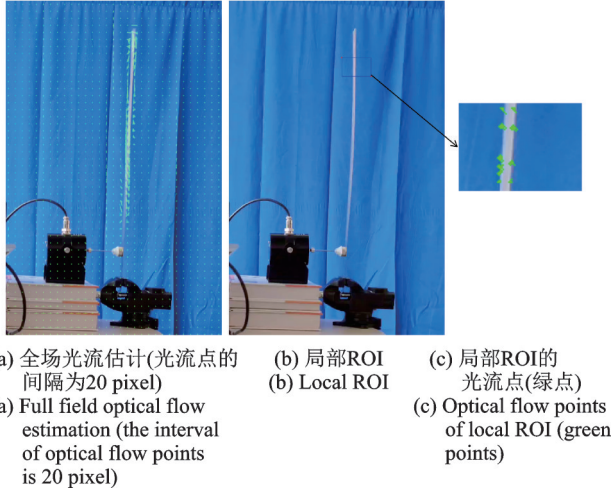 a) 全场光流估计(光流点的
间隔为20 pixel)
a) Full field optical flow
estimation (the interval
of optical flow points
is 20 pixel)
(b) 局部ROI
(b) Local ROI
(c) 局部ROI的
光流点(绿点)
(c) Optical flow points
of local ROI (green
points)